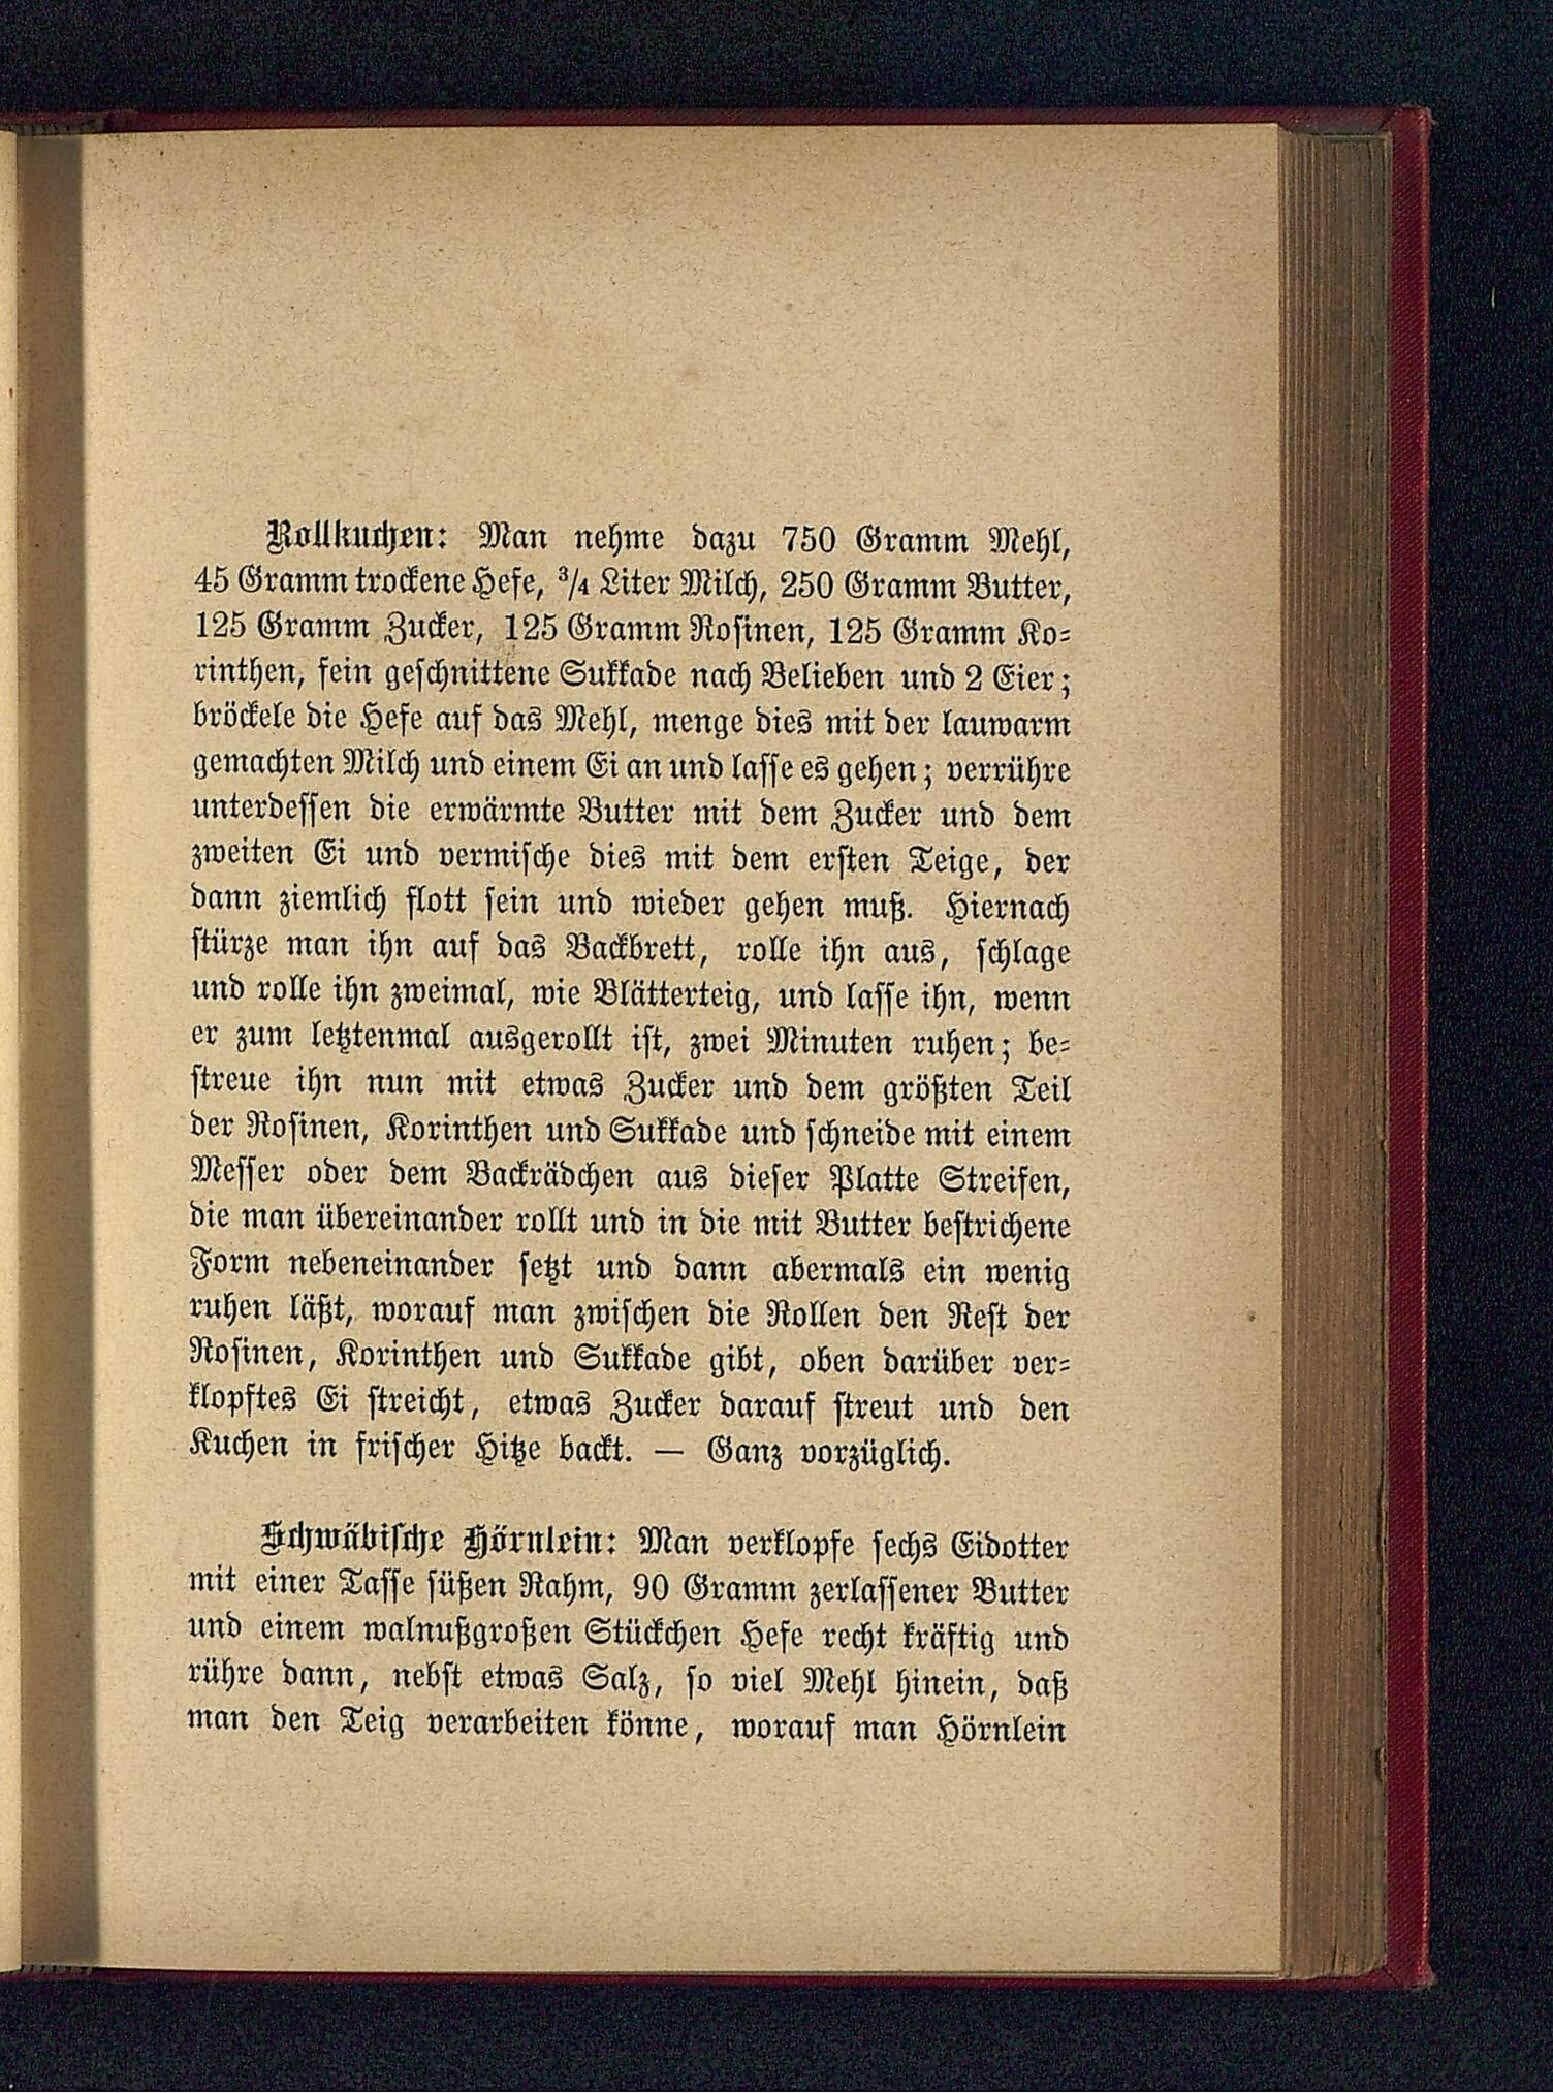 Rollkuchen: Man nehme dazu 750 Gramm Mehl,
45 Gramm trockene Hefe, ¾ Liter Milch, 250 Gramm Butter,
125 Gramm Zucker, 125 Gramm Rosinen, 125 Gramm Ko-
rinthen, fein geschnittene Sukkade nach Belieben und 2 Eier;
bröckele die Hefe auf das Mehl, menge dies mit der lauwarm
gemachten Milch und einem Ei an und lasse es gehen; verrühre
unterdessen die erwärmte Butter mit dem Zucker und dem
zweiten Ei und vermische dies mit dem ersten Teige, der
dann ziemlich flott sein und wieder gehen muß. Hiernach
stürze man ihn auf das Backbrett, rolle ihn aus, schlage
und rolle ihn zweimal, wie Blätterteig, und lasse ihn, wenn
er zum letztenmal ausgerollt ist, zwei Minuten ruhen; be-
streue ihn nun mit etwas Zucker und dem größten Teil
der Rosinen, Korinthen und Sukkade und schneide mit einem
Messer oder dem Backrädchen aus dieser Platte Streifen,
die man übereinander rollt und in die mit Butter bestrichene
Form nebeneinander setzt und dann abermals ein wenig
ruhen läßt, worauf man zwischen die Rollen den Rest der
Rosinen, Korinthen und Sukkade gibt, oben darüber ver-
klopftes Ei streicht, etwas Zucker darauf streut und den
Kuchen in frischer Hitze backt. — Ganz vorzüglich.
Schwäbische Hörnlein: Man verklopfe sechs Eidotter
mit einer Tasse süßen Rahm, 90 Gramm zerlassener Butter
und einem walnußgroßen Stückchen Hefe recht kräftig und
rühre dann, nebst etwas Salz, so viel Mehl hinein, daß
man den Teig verarbeiten könne, worauf man Hörnlein